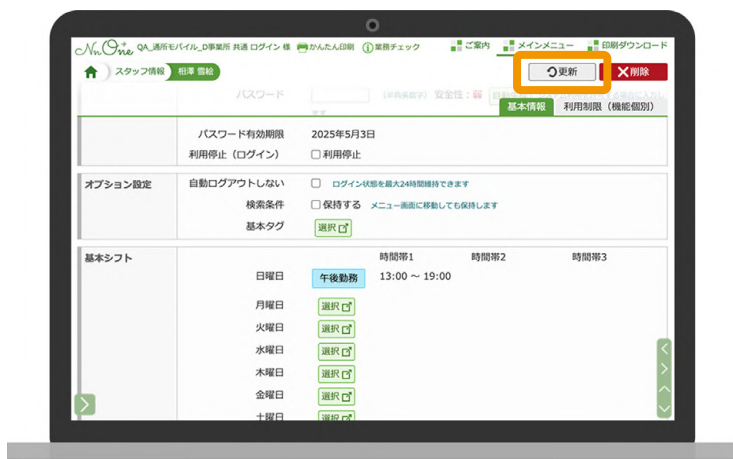 NnOne QA_通所モバイル_D事業所 共通 ログイン 様 かんたん印刷 業務チェック ご案内 メインメニュー 印刷ダウンロード
スタッフ情報 相澤 雪絵 更新 削除
パスワード (半角英数字) 安全性:弱
基本情報 利用制限(機能個別)
パスワード有効期限 2025年5月3日
利用停止(ログイン) 利用停止
オプション設定 自動ログアウトしない ログイン状態を最大24時間維持できます
検索条件 保持する メニュー画面に移動しても保持します
基本タグ 選択
基本シフト 時間帯1 時間帯2 時間帯3
日曜日 午後勤務 13:00 ~ 19:00
月曜日 選択
火曜日 選択
水曜日 選択
木曜日 選択
金曜日 選択
土曜日 選択